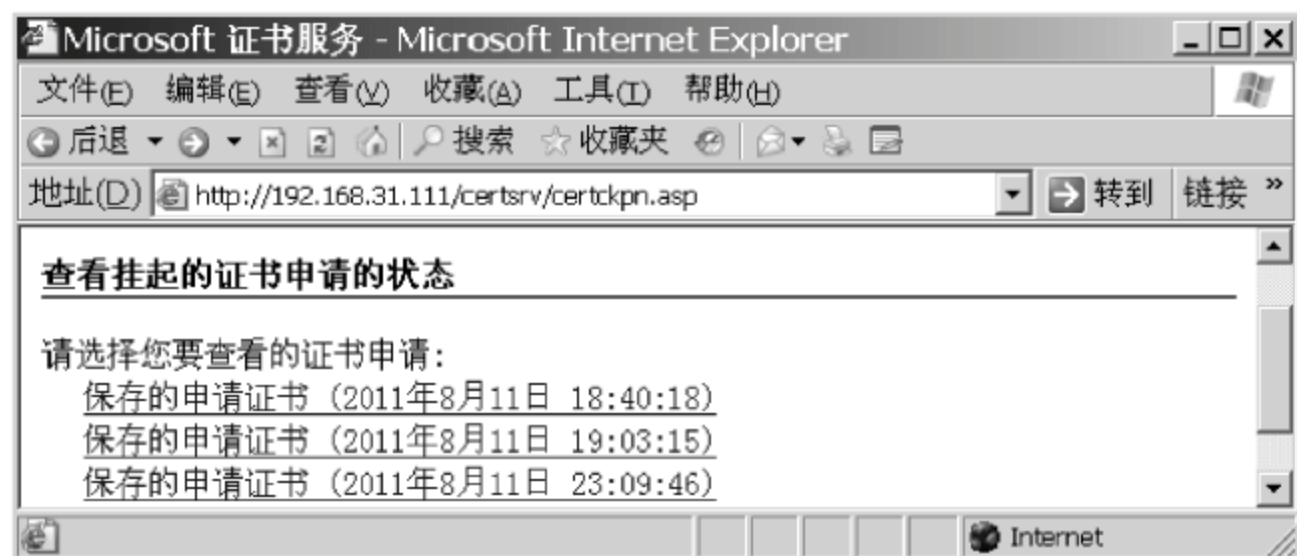 Microsoft 证书服务 - Microsoft Internet Explorer
文件(F) 编辑(E) 查看(V) 收藏(A) 工具(T) 帮助(H)
后退 搜索 收藏夹
地址(D) http://192.168.31.111/certsrv/certckpn.asp 转到 链接 »
查看挂起的证书申请的状态
请选择您要查看的证书申请:
保存的申请证书 (2011年8月11日 18:40:18)
保存的申请证书 (2011年8月11日 19:03:15)
保存的申请证书 (2011年8月11日 23:09:46)
Internet